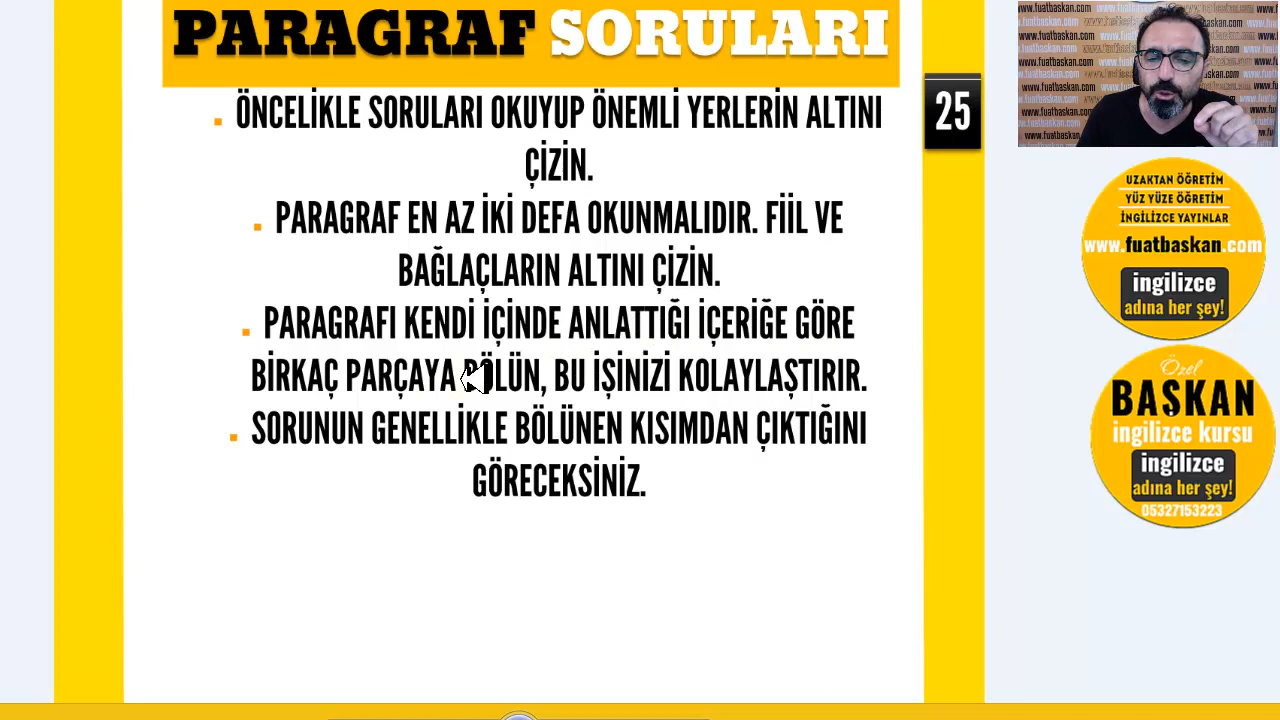 PARAGRAF SORULARI
ÖNCELİKLE SORULARI OKUYUP ÖNEMLİ YERLERİN ALTINI
ÇİZİN.
PARAGRAF EN AZ İKİ DEFA OKUNMALIDIR. FİİL VE
BAĞLAÇLARIN ALTINI ÇİZİN.
PARAGRAFI KENDİ İÇİNDE ANLATTIĞI İÇERİĞE GÖRE
BİRKAÇ PARÇAYA BÖLÜN, BU İŞİNİZİ KOLAYLAŞTIRIR.
SORUNUN GENELLİKLE BÖLÜNEN KISIMDAN ÇIKTIĞINI
GÖRECEKSİNİZ.
25
www.fuatbaskan.com
UZAKTAN ÖĞRETİM
YÜZ YÜZE ÖĞRETİM
İNGİLİZCE YAYINLAR
www.fuatbaskan.com
ingilizce
adına her şey!
Özel
BAŞKAN
ingilizce kursu
ingilizce
adına her şey!
05327153223